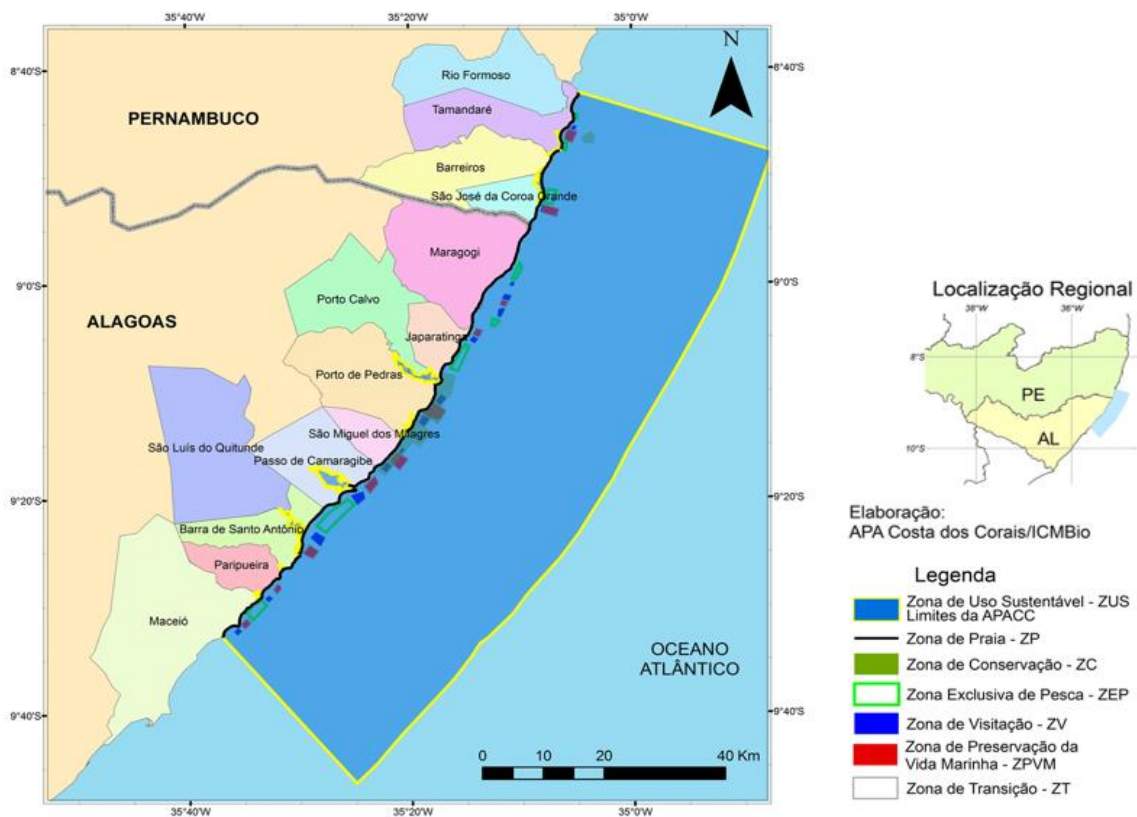 35°40'W
35°20'W
35°0'W
8°40'S
8°40'S
N
Rio Formoso
Tamandaré
PERNAMBUCO
Barreiros
São José da Coroa Grande
Maragogi
9°0'S
9°0'S
Porto Calvo
ALAGOAS
Japaratinga
Porto de Pedras
São Miguel dos Milagres
São Luís do Quitunde
Passo de Camaragibe
9°20'S
9°20'S
Barra de Santo Antônio
Paripueira
Maceió
OCEANO
ATLÂNTICO
9°40'S
9°40'S
0 10 20 40 Km
35°40'W
35°20'W
35°0'W
Localização Regional
38°W
36°W
8°S
PE
AL
10°S
Elaboração:
APA Costa dos Corais/ICMBio
Legenda
Zona de Uso Sustentável - ZUS
Limites da APACC
Zona de Praia - ZP
Zona de Conservação - ZC
Zona Exclusiva de Pesca - ZEP
Zona de Visitação - ZV
Zona de Preservação da
Vida Marinha - ZPVM
Zona de Transição - ZT